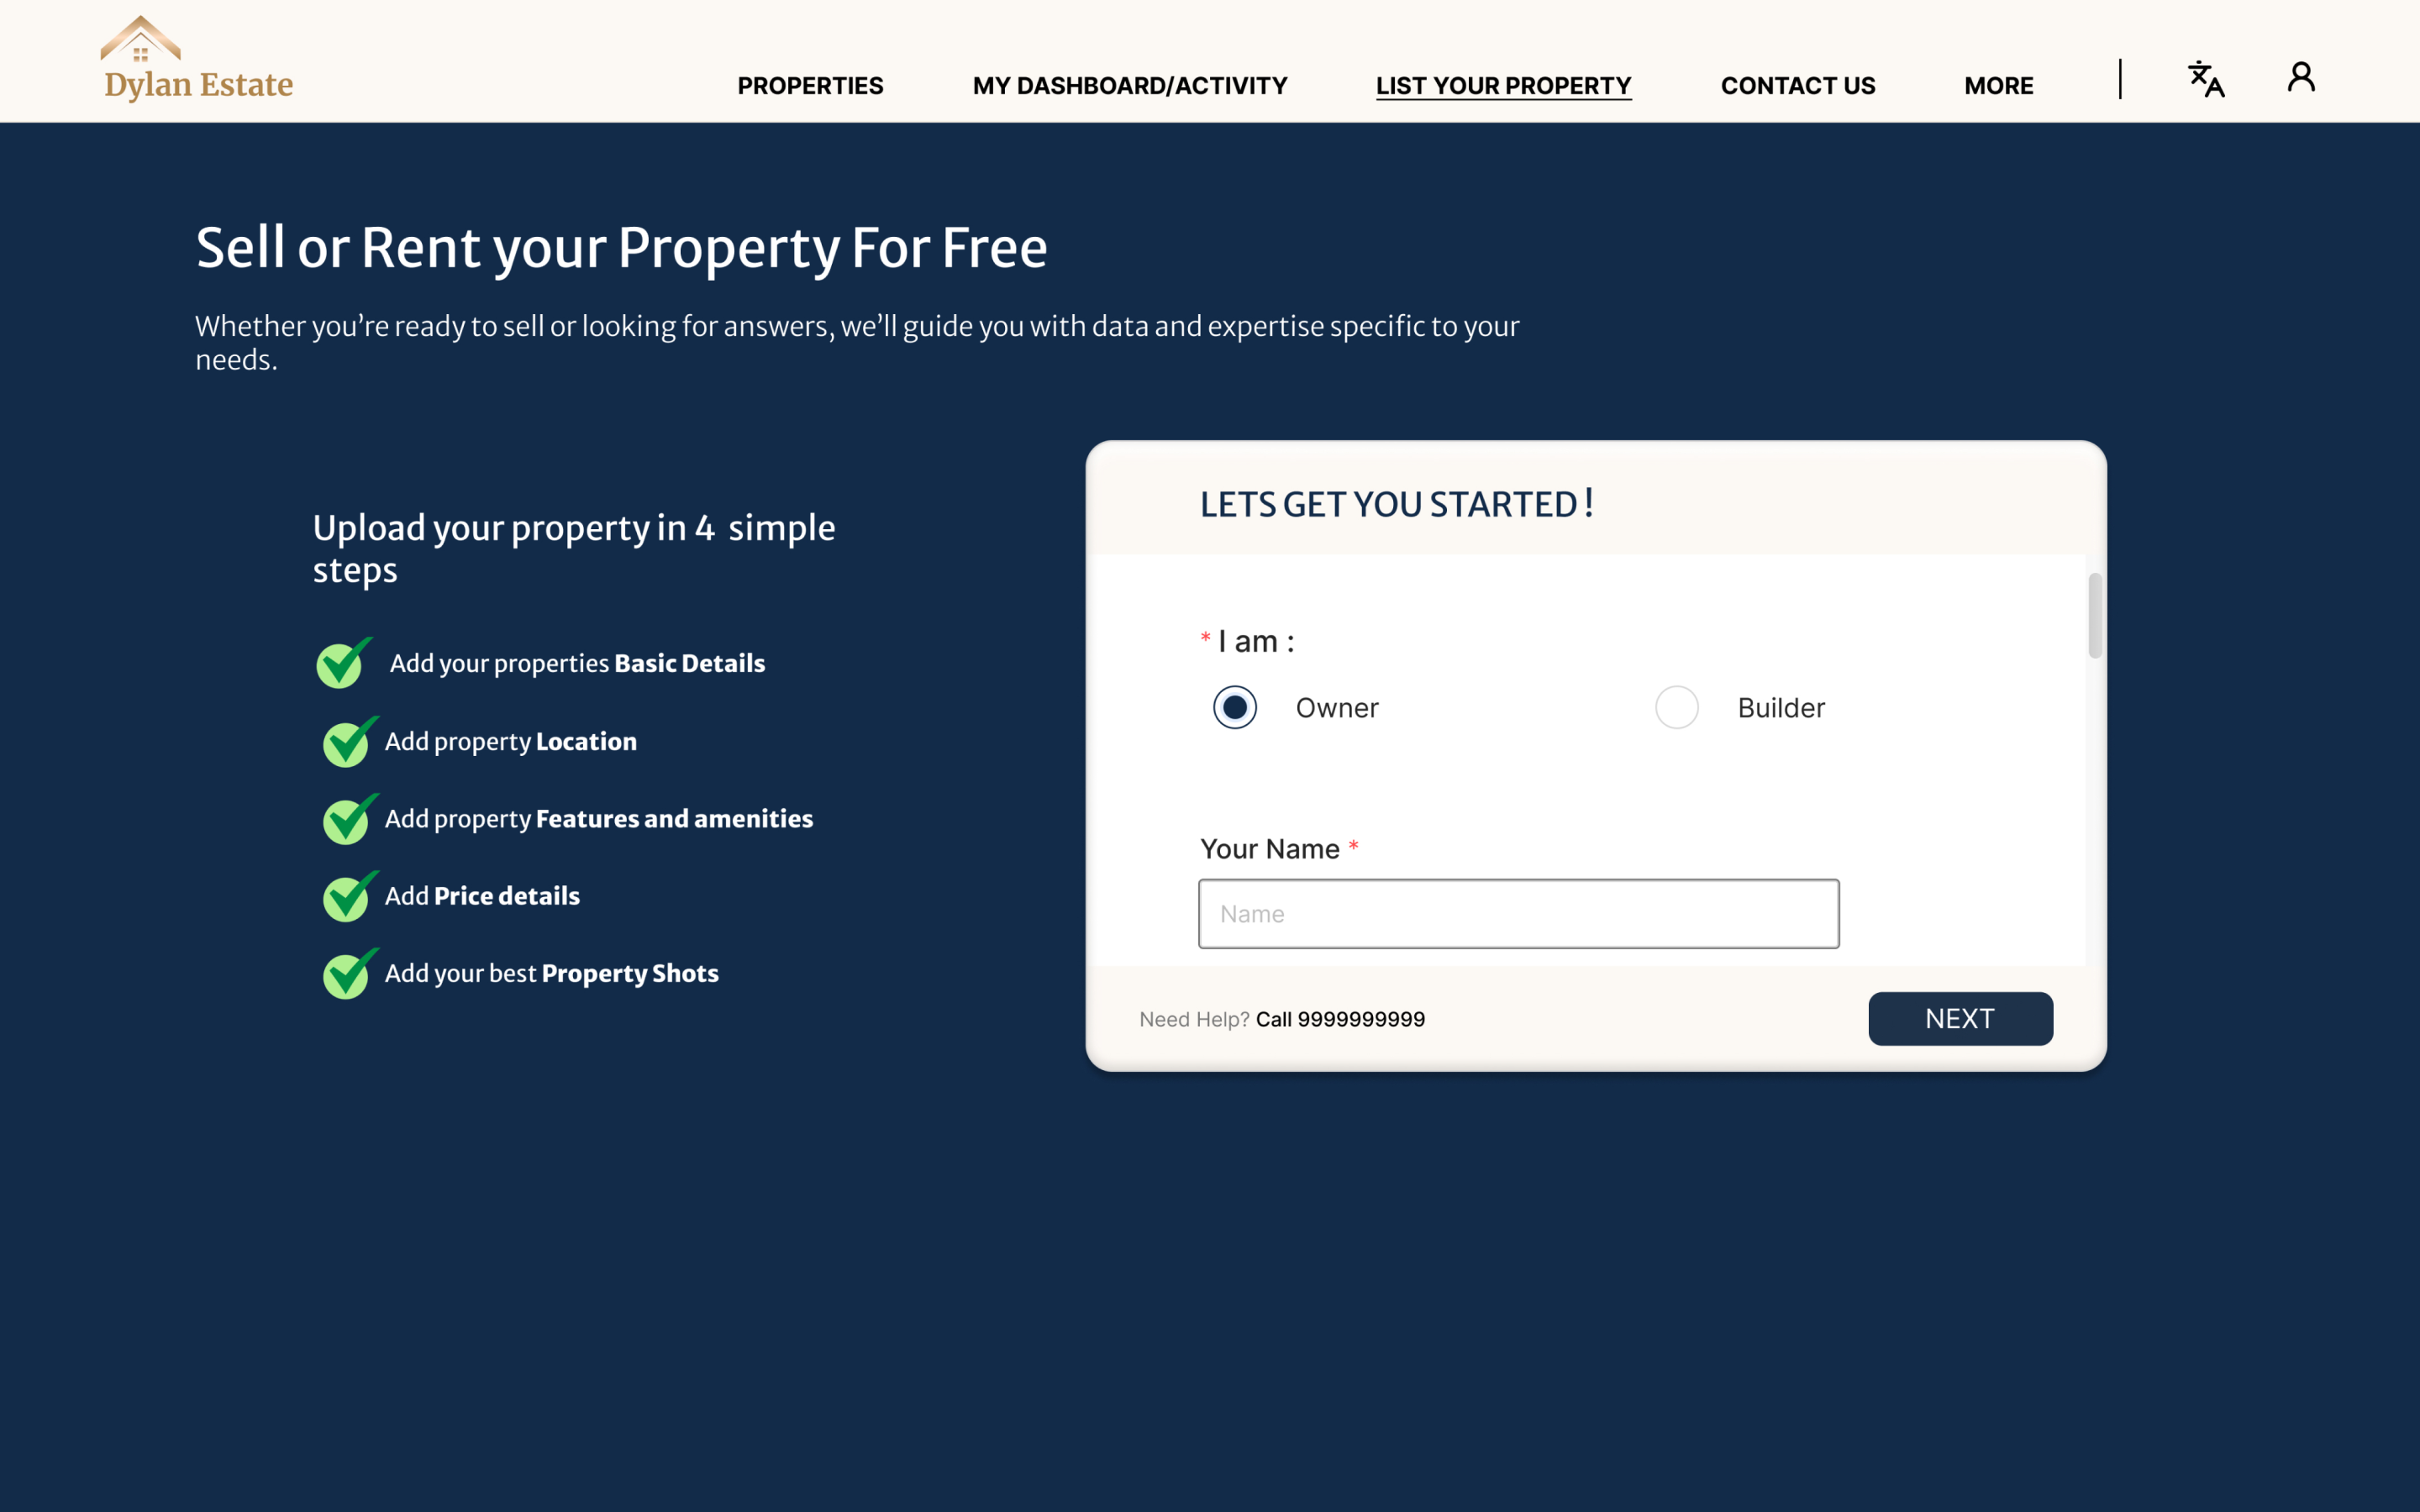 Dylan Estate
PROPERTIES
MY DASHBOARD/ACTIVITY
LIST YOUR PROPERTY
CONTACT US
MORE
Sell or Rent your Property For Free
Whether you’re ready to sell or looking for answers, we’ll guide you with data and expertise specific to your
needs.
Upload your property in 4 simple
steps
Add your properties Basic Details
Add property Location
Add property Features and amenities
Add Price details
Add your best Property Shots
LETS GET YOU STARTED !
* I am :
Owner
Builder
Your Name *
Name
Need Help? Call 9999999999
NEXT